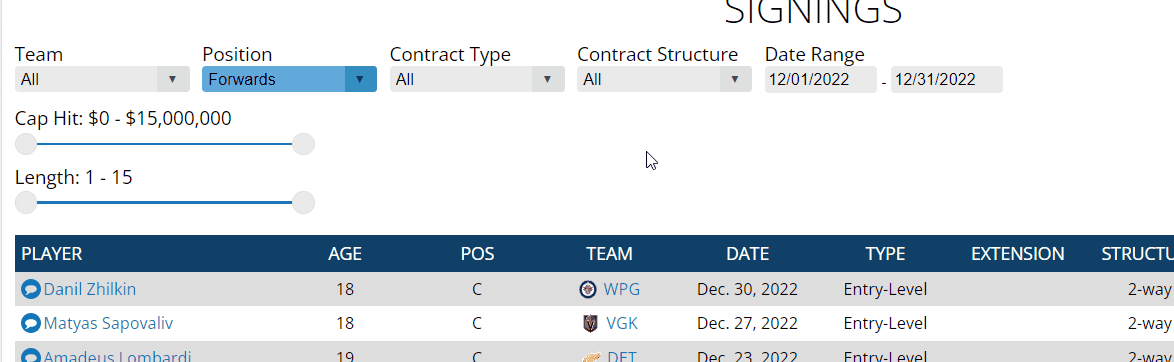 SIGNINGS
Team Position Contract Type Contract Structure Date Range
All Forwards All All 12/01/2022 - 12/31/2022
Cap Hit: $0 - $15,000,000
Length: 1 - 15
PLAYER AGE POS TEAM DATE TYPE EXTENSION STRUCTU
Danil Zhilkin 18 C WPG Dec. 30, 2022 Entry-Level 2-way
Matyas Sapovaliv 18 C VGK Dec. 27, 2022 Entry-Level 2-way
Amadeus Lombardi 19 C DET Dec. 23, 2022 Entry-Level 2-way